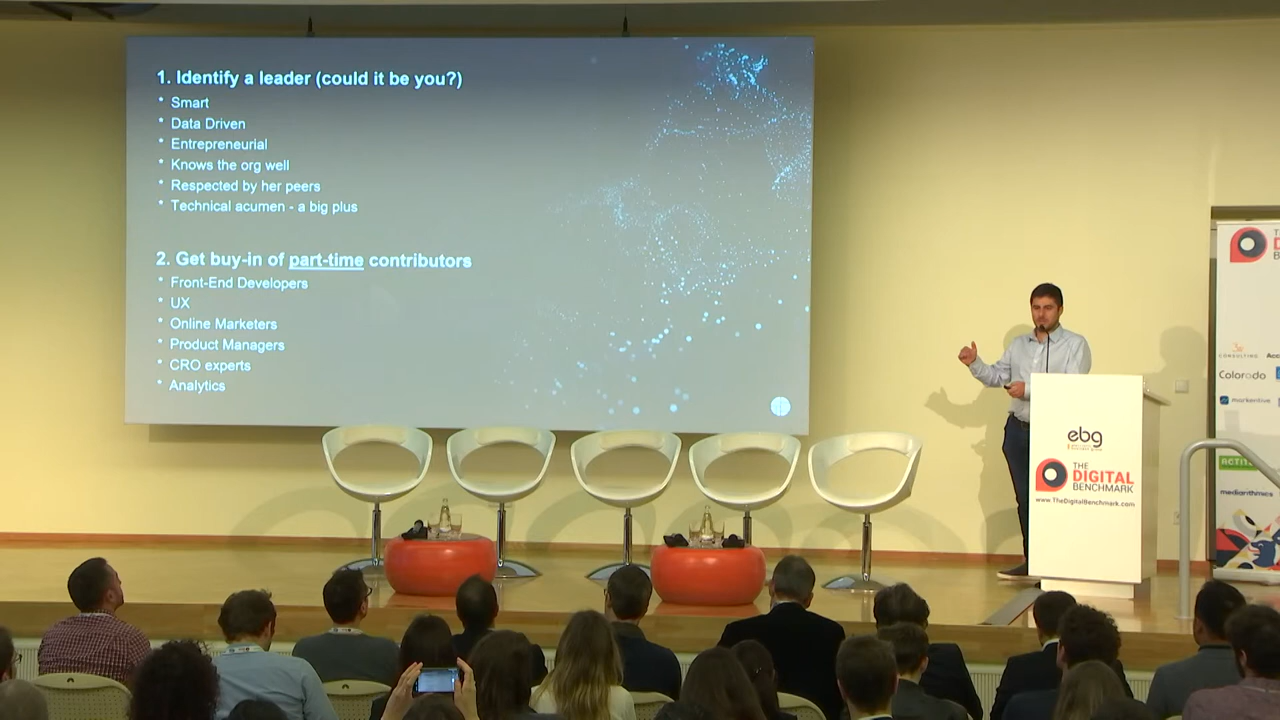 1. Identify a leader (could it be you?)
* Smart
* Data Driven
* Entrepreneurial
* Knows the org well
* Respected by her peers
* Technical acumen - a big plus
2. Get buy-in of part-time contributors
* Front-End Developers
* UX
* Online Marketers
* Product Managers
* CRO experts
* Analytics
ebg
THE
DIGITAL
BENCHMARK
www.TheDigitalBenchmark.com
CONSULTING
Colorado
markentive
mediarithmics